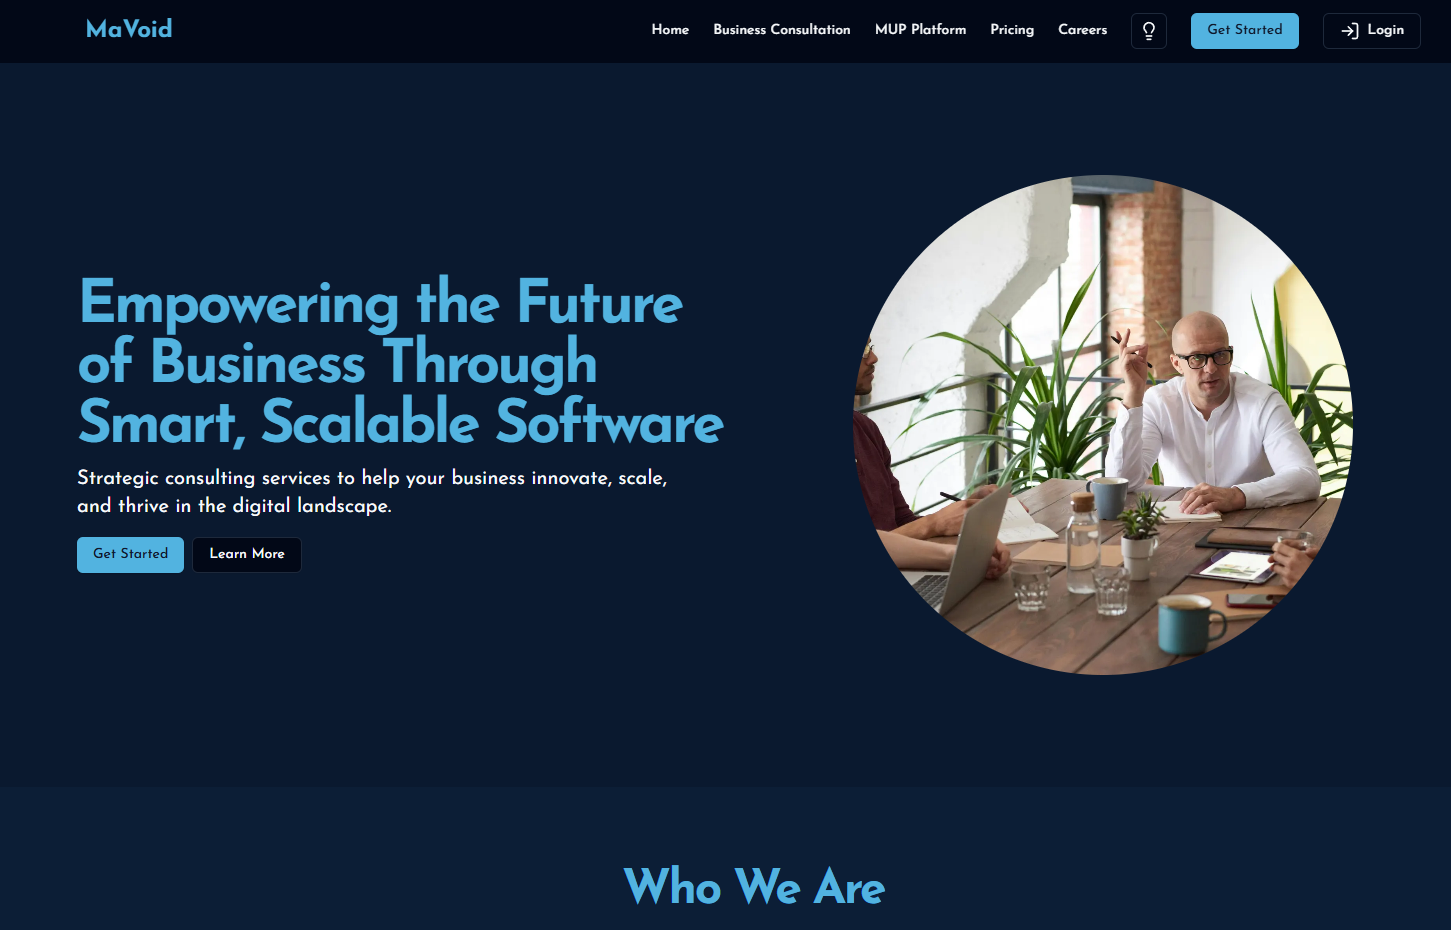 MaVoid
Home Business Consultation MUP Platform Pricing Careers Get Started Login
Empowering the Future
of Business Through
Smart, Scalable Software
Strategic consulting services to help your business innovate, scale,
and thrive in the digital landscape.
Get Started Learn More
Who We Are